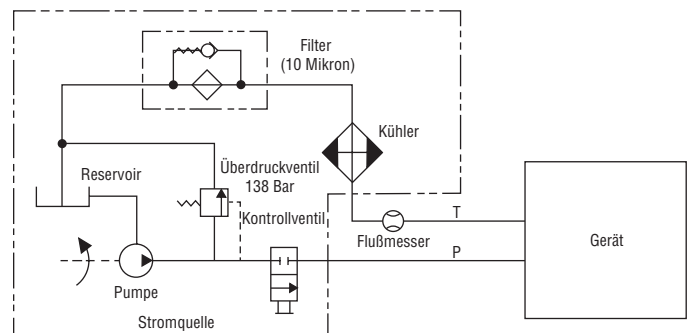 Filter
(10 Mikron)
Kühler
Reservoir
Überdruckventil
138 Bar
Kontrollventil
T
Flußmesser
Gerät
P
Pumpe
Stromquelle